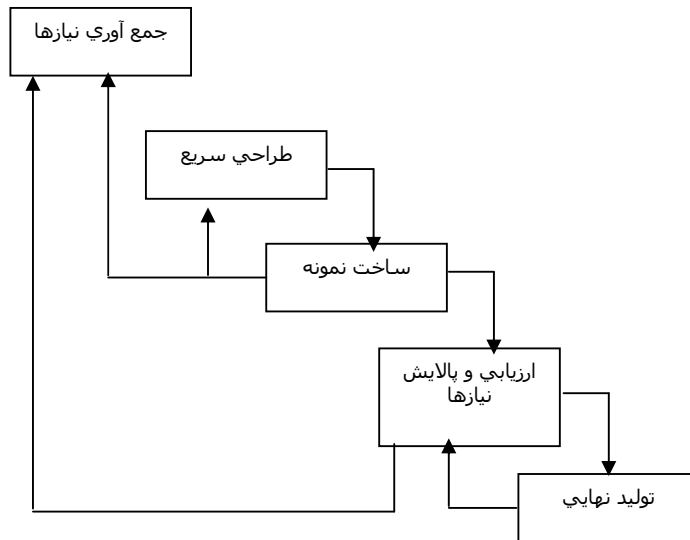 جمع آوري نيازها
طراحي سريع
ساخت نمونه
ارزيابي و پالايش
نيازها
توليد نهايي